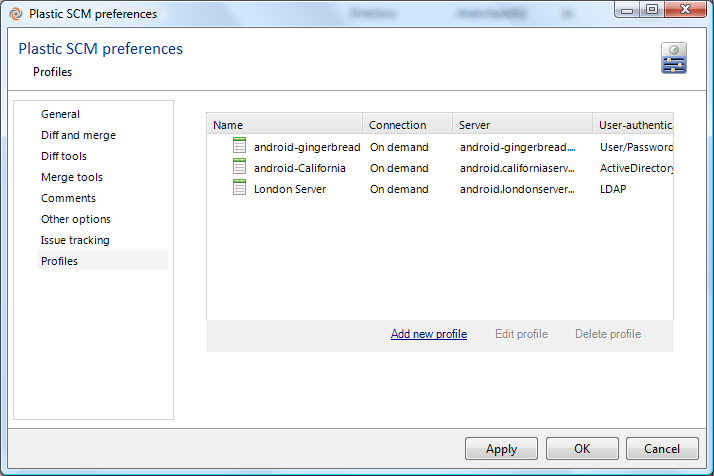 Plastic SCM preferences
Plastic SCM preferences
Profiles
General
Diff and merge
Diff tools
Merge tools
Comments
Other options
Issue tracking
Profiles
Name Connection Server User-authentic
android-gingerbread On demand android-gingerbread.... User/Password
android-California On demand android.californiaserv... ActiveDirectory
London Server On demand android.londonserver... LDAP
Add new profile Edit profile Delete profile
Apply OK Cancel